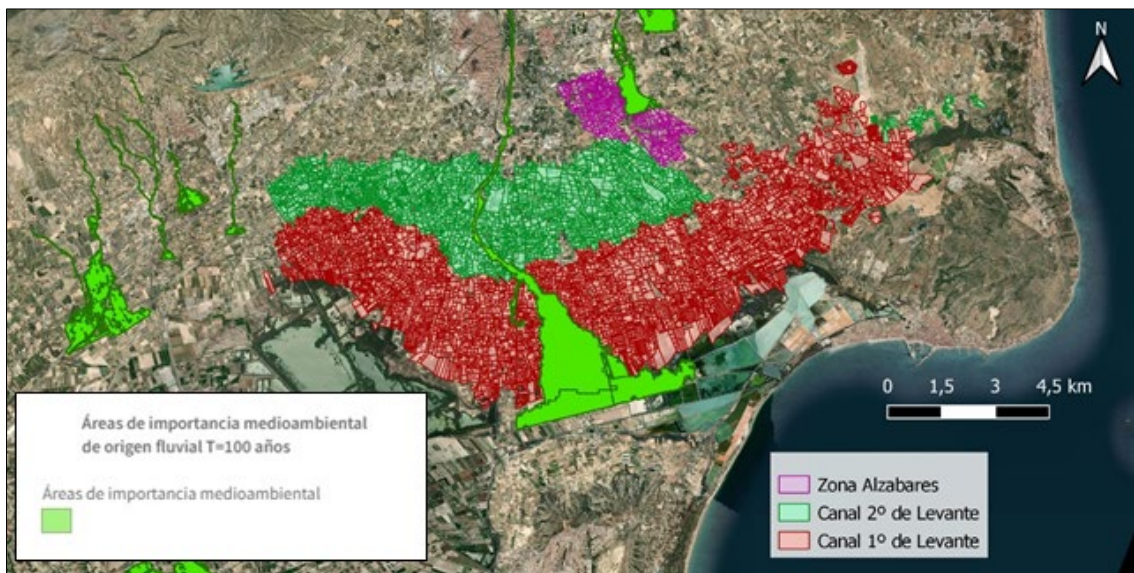 N
0 1,5 3 4,5 km
Áreas de importancia medioambiental
de origen fluvial T=100 años
Áreas de importancia medioambiental
Zona Alzabares
Canal 2º de Levante
Canal 1º de Levante